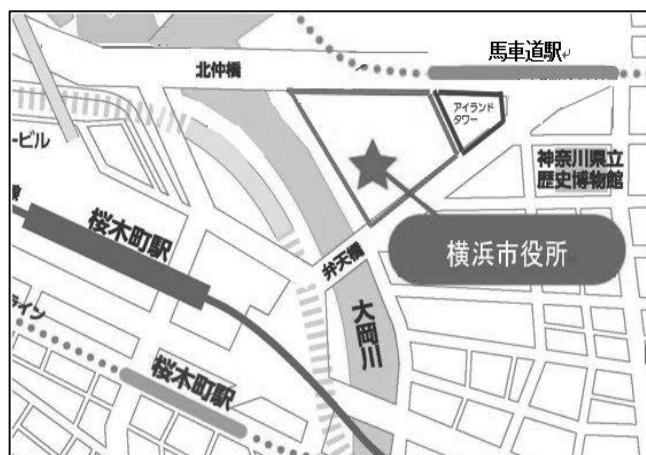 馬車道駅
北仲橋
アイランド
タワー
ービル
神奈川県立
歴史博物館
桜木町駅
横浜市役所
弁天橋
大岡川
ライン
桜木町駅